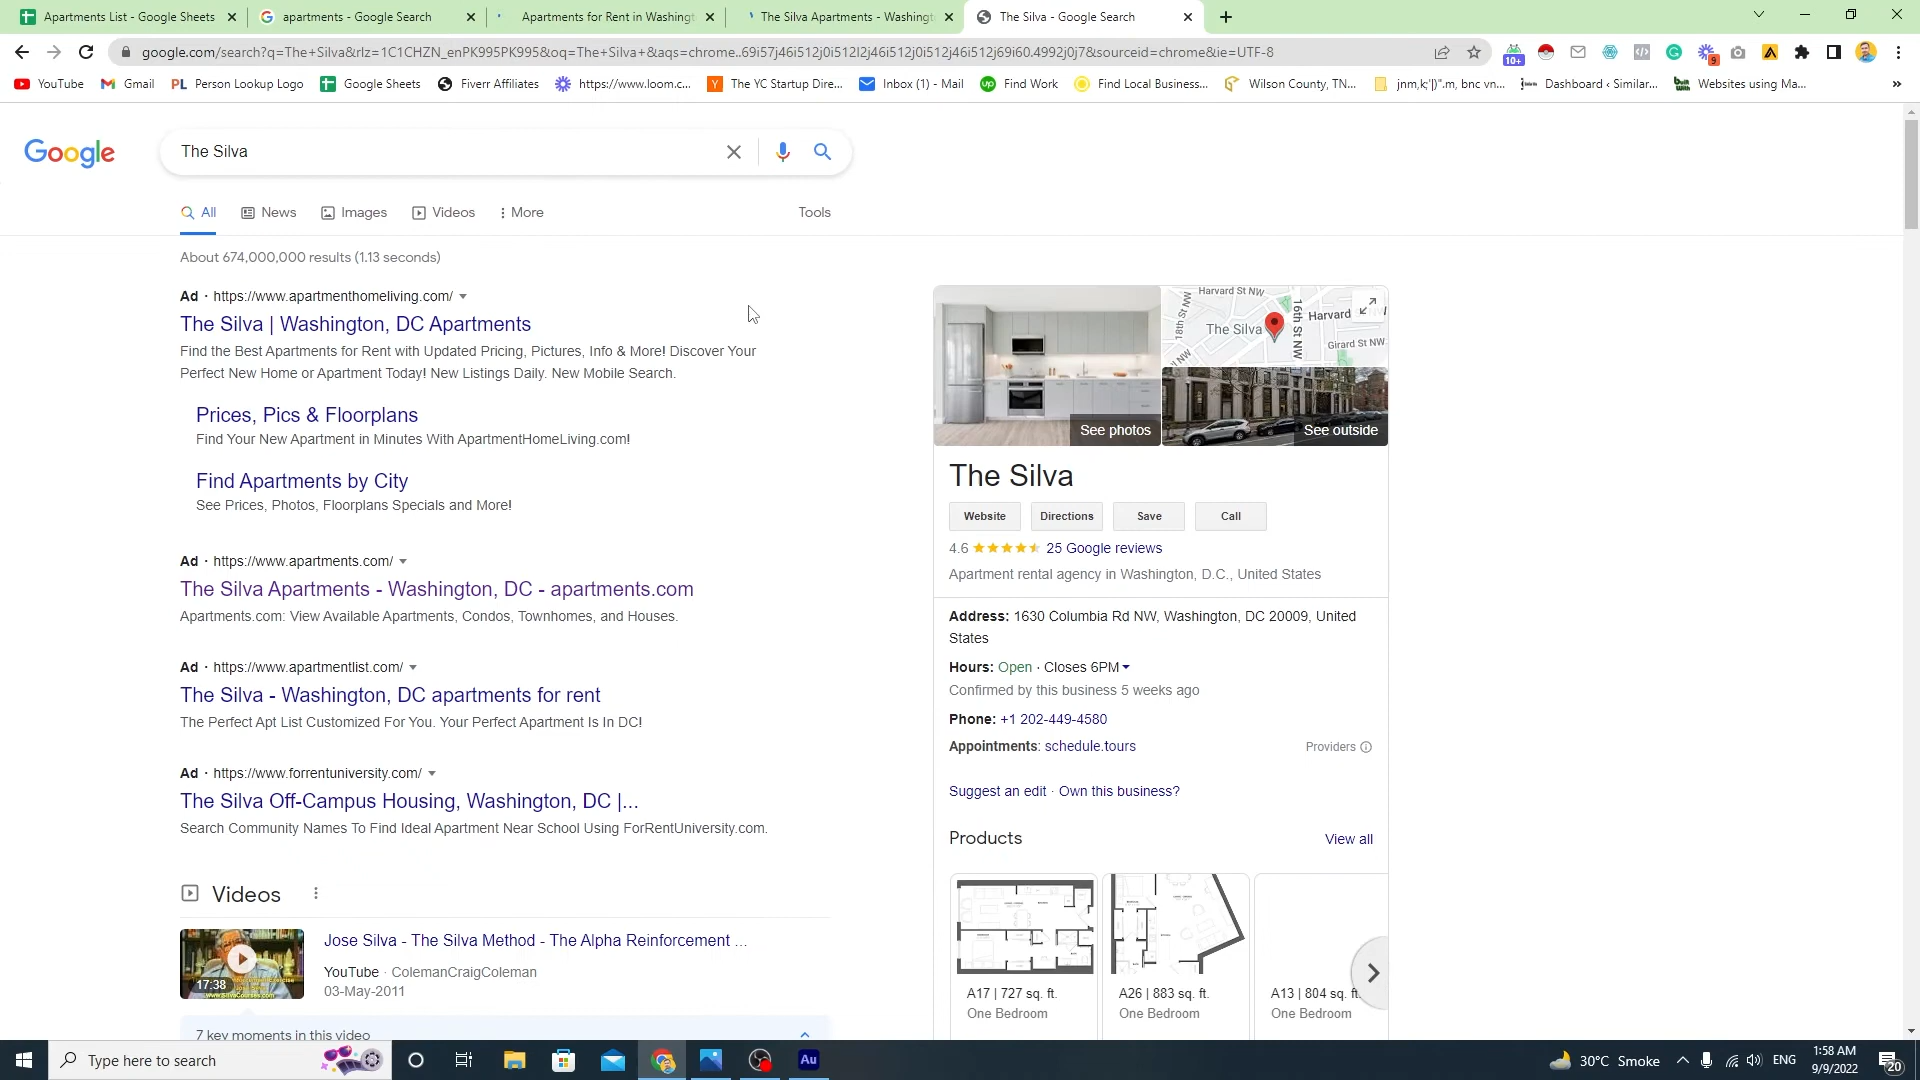 Apartments List - Google Sheets
apartments - Google Search
Apartments for Rent in Washingt
The Silva Apartments - Washingt
The Silva - Google Search
google.com/search?q=The+Silva&rlz=1C1CHZN_enPK995PK995&oq=The+Silva+&aqs=chrome..69i57j46i512j0i512l2j46i512j0i512j46i512j69i60.4992j0j7&sourceid=chrome&ie=UTF-8
10+
9
YouTube
Gmail
PL Person Lookup Logo
Google Sheets
Fiverr Affiliates
https://www.loom.c...
The YC Startup Dire...
Inbox (1) - Mail
Find Work
Find Local Business...
Wilson County, TN...
jnm,k;'|)".m, bnc vn...
Dashboard ‹ Similar...
Websites using Ma...
»
Google
The Silva
All
News
Images
Videos
More
Tools
About 674,000,000 results (1.13 seconds)
Ad · https://www.apartmenthomeliving.com/
The Silva | Washington, DC Apartments
Find the Best Apartments for Rent with Updated Pricing, Pictures, Info & More! Discover Your
Perfect New Home or Apartment Today! New Listings Daily. New Mobile Search.
Prices, Pics & Floorplans
Find Your New Apartment in Minutes With ApartmentHomeLiving.com!
Find Apartments by City
See Prices, Photos, Floorplans Specials and More!
Ad · https://www.apartments.com/
The Silva Apartments - Washington, DC - apartments.com
Apartments.com: View Available Apartments, Condos, Townhomes, and Houses.
Ad · https://www.apartmentlist.com/
The Silva - Washington, DC apartments for rent
The Perfect Apt List Customized For You. Your Perfect Apartment Is In DC!
Ad · https://www.forrentuniversity.com/
The Silva Off-Campus Housing, Washington, DC |...
Search Community Names To Find Ideal Apartment Near School Using ForRentUniversity.com.
Videos
17:38
Jose Silva - The Silva Method - The Alpha Reinforcement ...
YouTube · ColemanCraigColeman
03-May-2011
7 key moments in this video
See photos
Harvard St NW
18th St NW
The Silva
16th St NW
Harvard
Girard St NW
See outside
The Silva
Website
Directions
Save
Call
4.6
25 Google reviews
Apartment rental agency in Washington, D.C., United States
Address: 1630 Columbia Rd NW, Washington, DC 20009, United
States
Hours: Open · Closes 6PM
Confirmed by this business 5 weeks ago
Phone: +1 202-449-4580
Appointments: schedule.tours
Providers
Suggest an edit · Own this business?
Products
View all
A17 | 727 sq. ft.
One Bedroom
A26 | 883 sq. ft.
One Bedroom
A13 | 804 sq. ft.
One Bedroom
Type here to search
Au
30°C Smoke
ENG
1:58 AM
9/9/2022
20